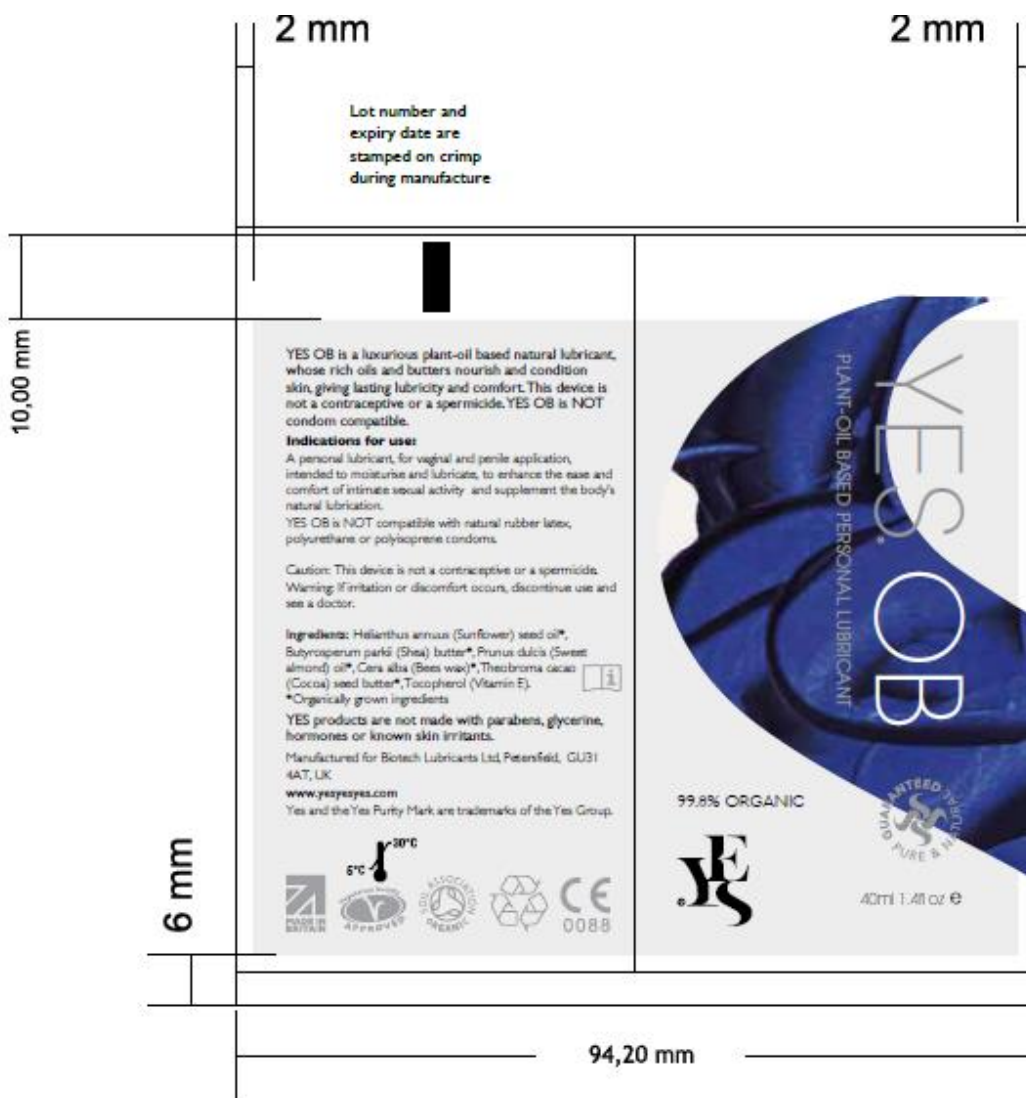 2 mm
2 mm
Lot number and
expiry date are
stamped on crimp
during manufacture
10,00 mm
YES OB is a luxurious plant-oil based natural lubricant,
whose rich oils and butters nourish and condition
skin, giving lasting lubricity and comfort. This device is
not a contraceptive or a spermicide. YES OB is NOT
condom compatible.
Indications for use:
A personal lubricant, for vaginal and penile application,
intended to moisturise and lubricate, to enhance the ease and
comfort of intimate sexual activity and supplement the body's
natural lubrication.
YES OB is NOT compatible with natural rubber latex,
polyurethane or polyisoprene condoms.
Caution: This device is not a contraceptive or a spermicide.
Warning: If irritation or discomfort occurs, discontinue use and
see a doctor.
Ingredients: Helianthus annuus (Sunflower) seed oil*,
Butyrosperum parkii (Shea) butter*, Prunus dulcis (Sweet
almond) oil*, Cera alba (Bees wax)*, Theobroma cacao
(Cocoa) seed butter*, Tocopherol (Vitamin E).
*Organically grown ingredients
YES products are not made with parabens, glycerine,
hormones or known skin irritants.
Manufactured for Biotech Lubricants Ltd, Petersfield, GU31
4AT, UK
www.yesyesyes.com
Yes and the Yes Purity Mark are trademarks of the Yes Group.
30°C
5°C
MADE IN
BRITAIN
APPROVED
SOIL ASSOCIATION
ORGANIC
CE
0088
YES. OB
PLANT-OIL BASED PERSONAL LUBRICANT
99.8% ORGANIC
GUARANTEED
PURE & NATURAL
YES
40ml 1.4fl oz e
6 mm
94,20 mm